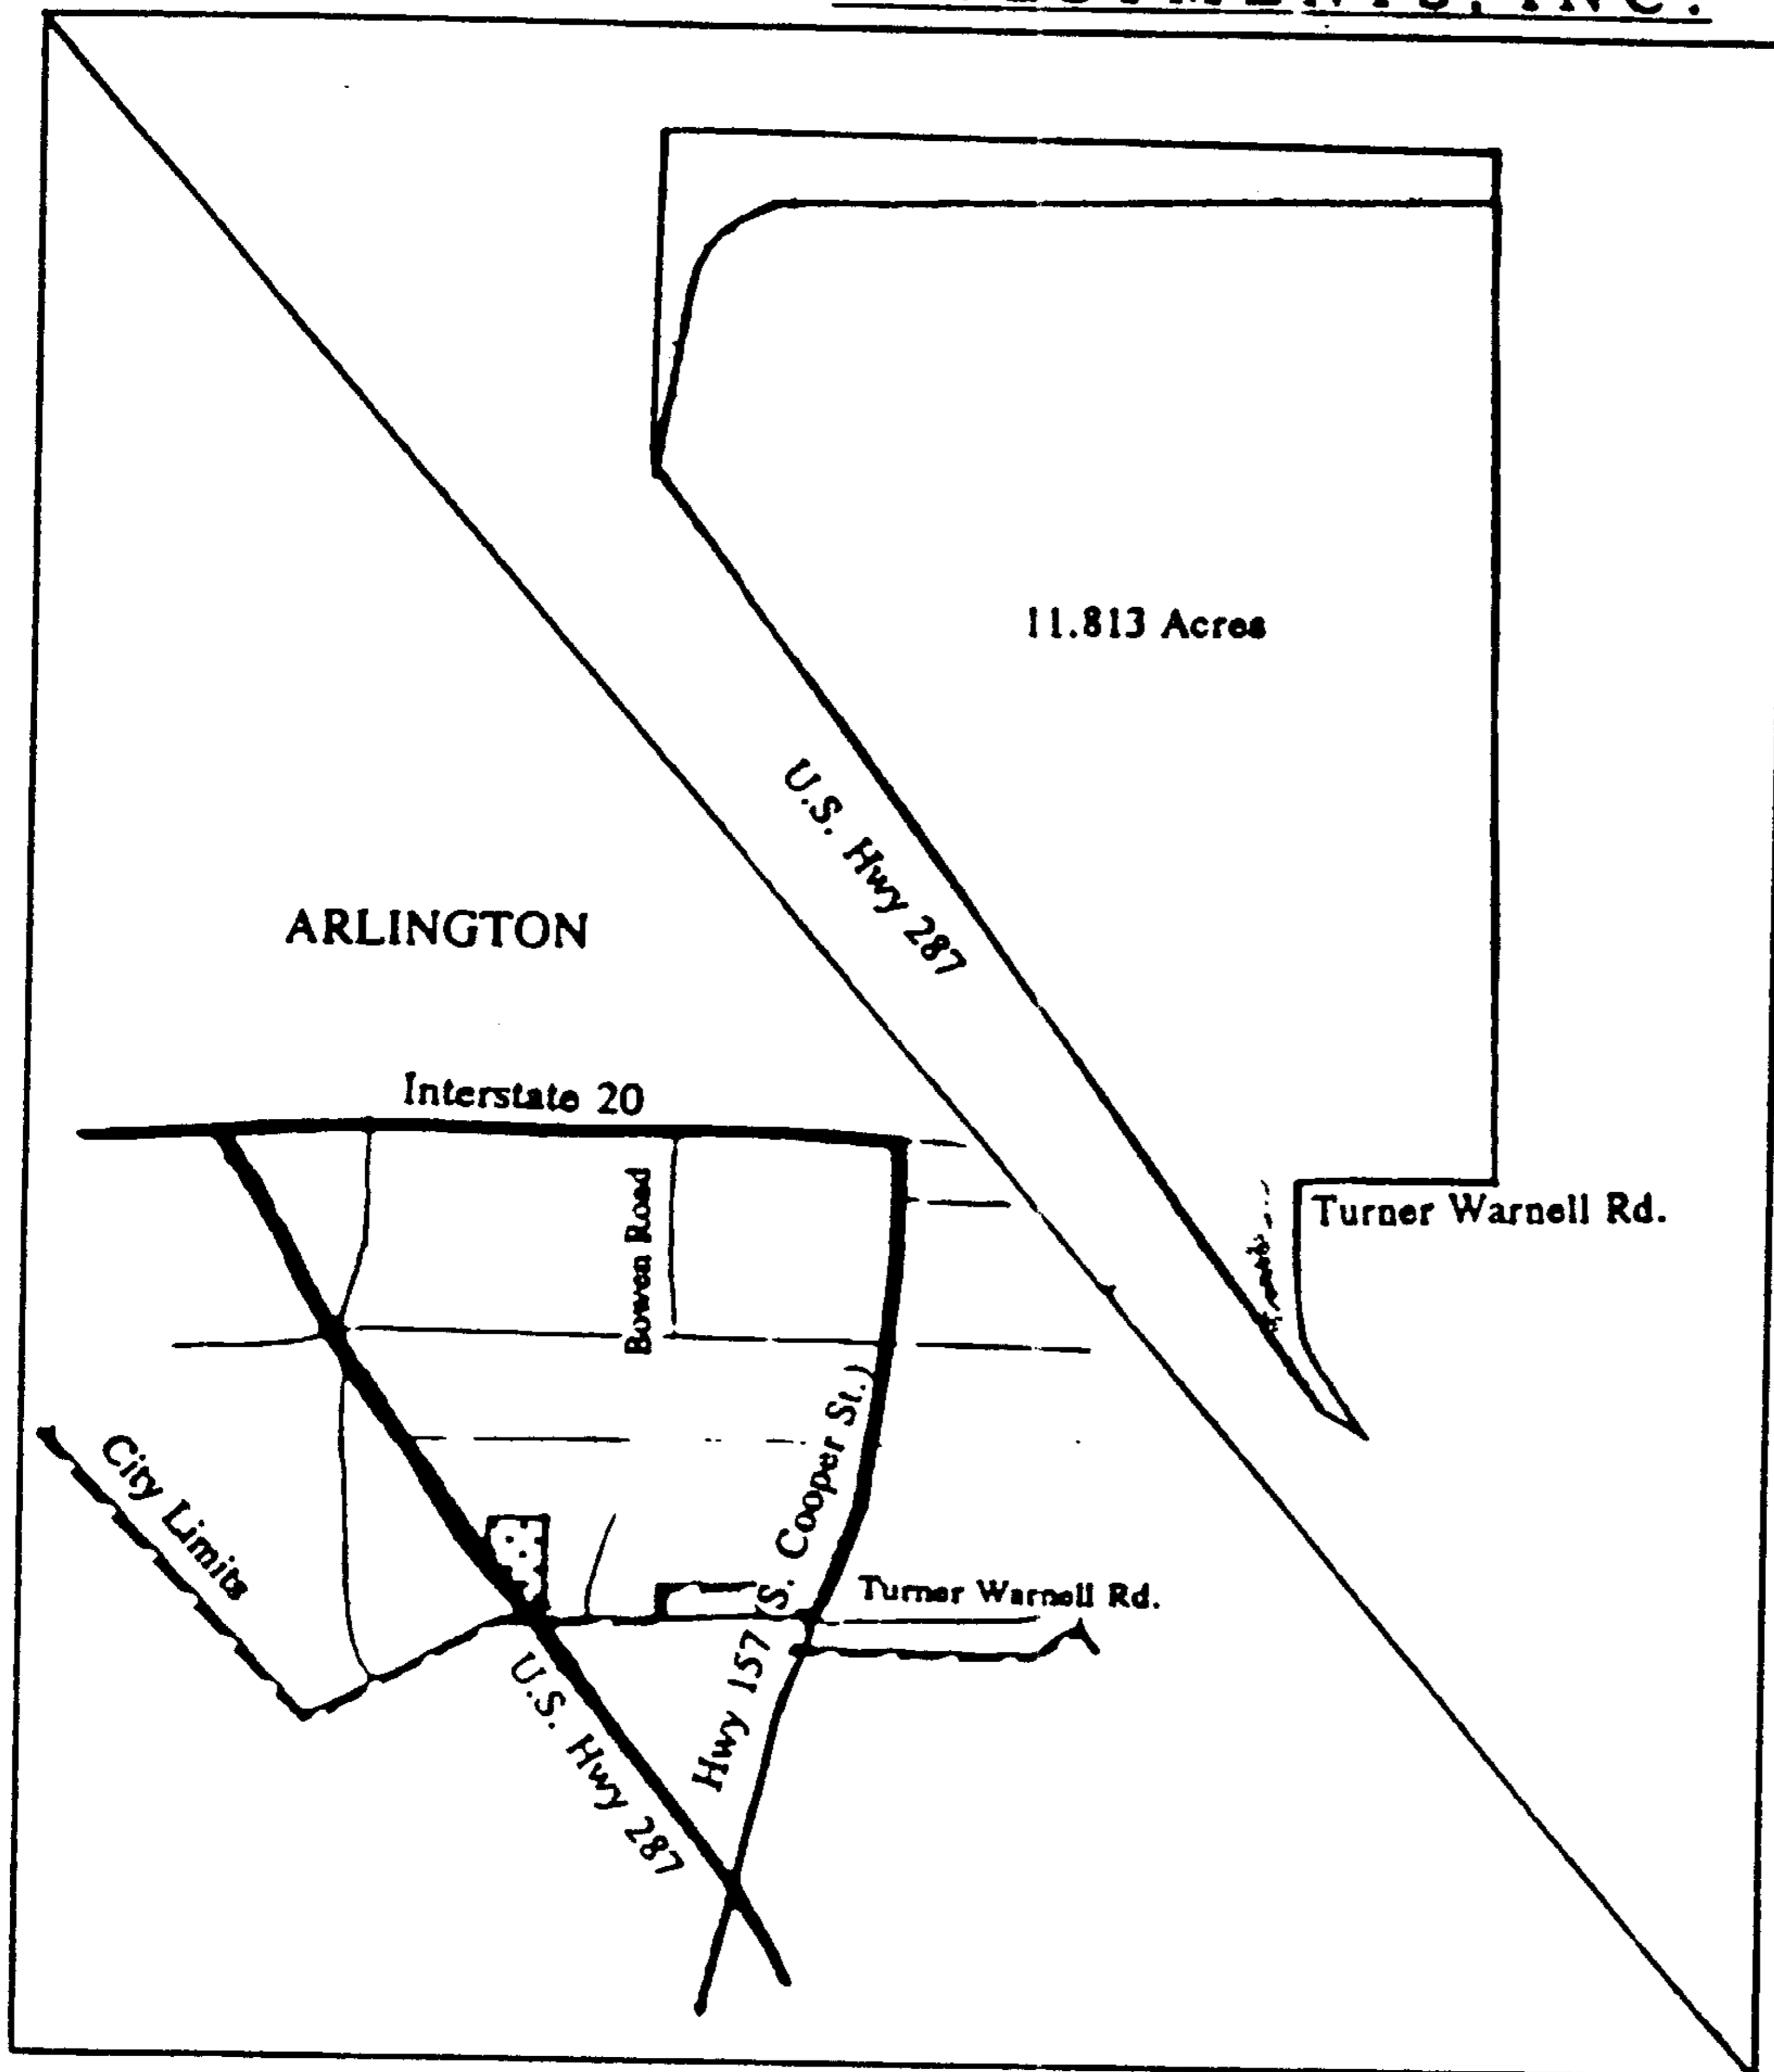 INC.
11.813 Acres
U.S. Hwy 287
ARLINGTON
Interstate 20
Turner Warnell Rd.
Bowen Road
City Limits
Hwy 157 (S. Cooper St.)
Turner Warnell Rd.
U.S. Hwy 287